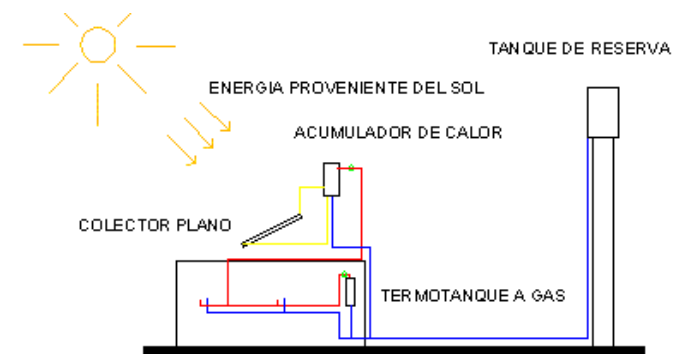 TANQUE DE RESERVA
ENERGIA PROVENIENTE DEL SOL
ACUMULADOR DE CALOR
COLECTOR PLANO
TERMOTANQUE A GAS